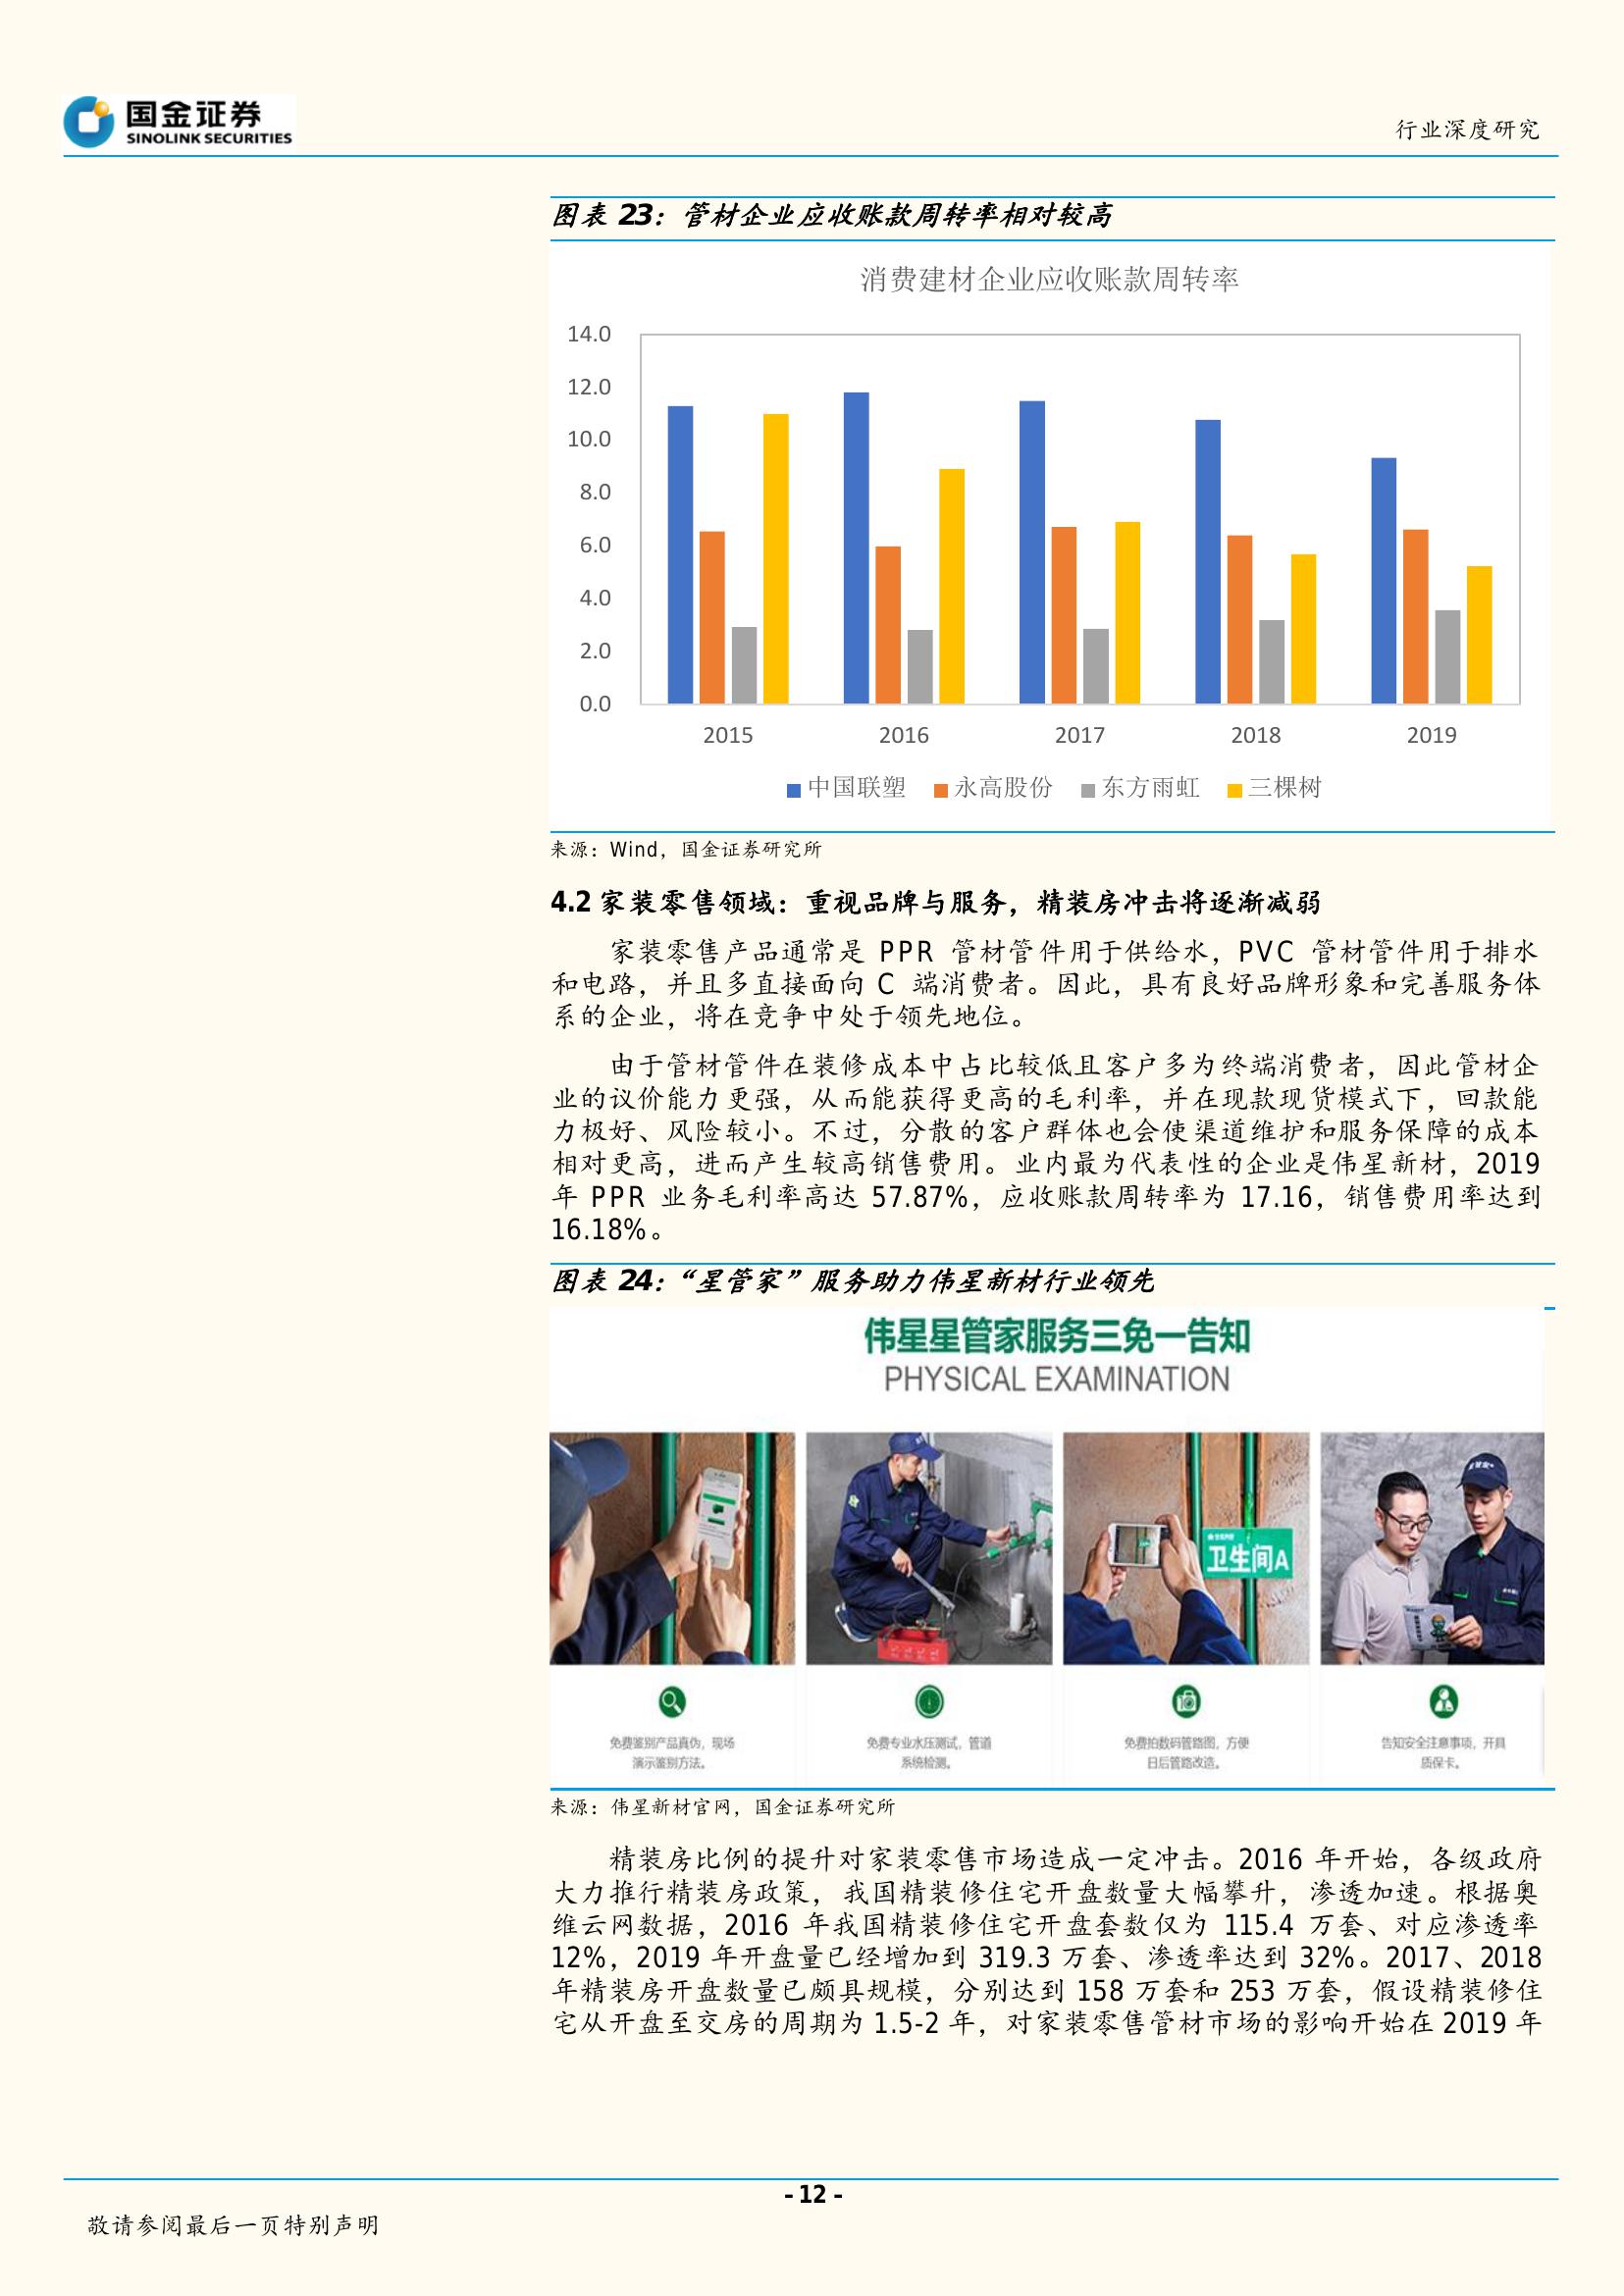 国金证券
SINOLINK SECURITIES
行业深度研究
图表 23：管材企业应收账款周转率相对较高
消费建材企业应收账款周转率
14.0
12.0
10.0
8.0
6.0
4.0
2.0
0.0
2015 2016 2017 2018 2019
中国联塑 永高股份 东方雨虹 三棵树
来源：Wind，国金证券研究所
4.2 家装零售领域：重视品牌与服务，精装房冲击将逐渐减弱
家装零售产品通常是 PPR 管材管件用于供给水，PVC 管材管件用于排水
和电路，并且多直接面向 C 端消费者。因此，具有良好品牌形象和完善服务体
系的企业，将在竞争中处于领先地位。
由于管材管件在装修成本中占比较低且客户多为终端消费者，因此管材企
业的议价能力更强，从而能获得更高的毛利率，并在现款现货模式下，回款能
力极好、风险较小。不过，分散的客户群体也会使渠道维护和服务保障的成本
相对更高，进而产生较高销售费用。业内最为代表性的企业是伟星新材，2019
年 PPR 业务毛利率高达 57.87%，应收账款周转率为 17.16，销售费用率达到
16.18%。
图表 24：“星管家”服务助力伟星新材行业领先
伟星星管家服务三免一告知
PHYSICAL EXAMINATION
卫生间A
免费鉴别产品真伪，现场
演示鉴别方法。
免费专业水压测试，管道
系统检测。
免费拍数码管路图，方便
日后管路改造。
告知安全注意事项，开具
质保卡。
来源：伟星新材官网，国金证券研究所
精装房比例的提升对家装零售市场造成一定冲击。2016 年开始，各级政府
大力推行精装房政策，我国精装修住宅开盘数量大幅攀升，渗透加速。根据奥
维云网数据，2016 年我国精装修住宅开盘套数仅为 115.4 万套、对应渗透率
12%，2019 年开盘量已经增加到 319.3 万套、渗透率达到 32%。2017、2018
年精装房开盘数量已颇具规模，分别达到 158 万套和 253 万套，假设精装修住
宅从开盘至交房的周期为 1.5-2 年，对家装零售管材市场的影响开始在 2019 年
- 12 -
敬请参阅最后一页特别声明